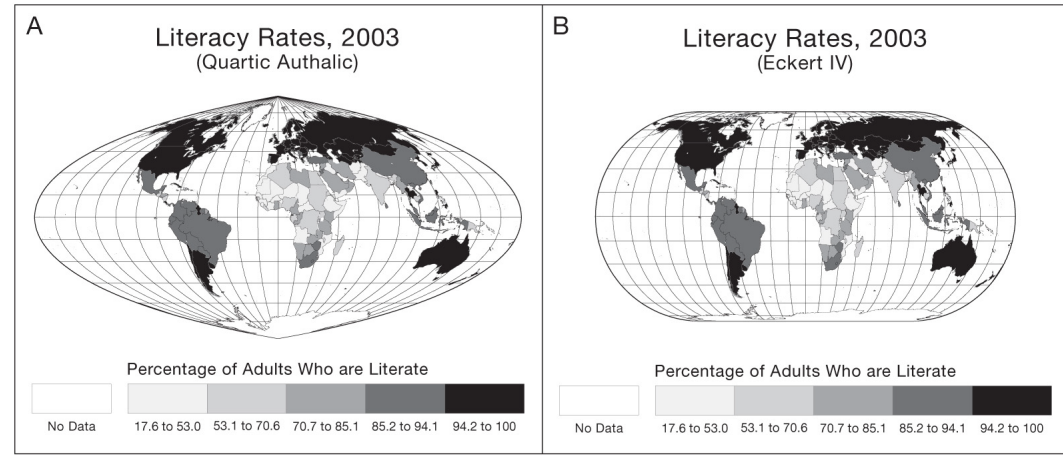 A
Literacy Rates, 2003
(Quartic Authalic)
Percentage of Adults Who are Literate
No Data
17.6 to 53.0
53.1 to 70.6
70.7 to 85.1
85.2 to 94.1
94.2 to 100
B
Literacy Rates, 2003
(Eckert IV)
Percentage of Adults Who are Literate
No Data
17.6 to 53.0
53.1 to 70.6
70.7 to 85.1
85.2 to 94.1
94.2 to 100